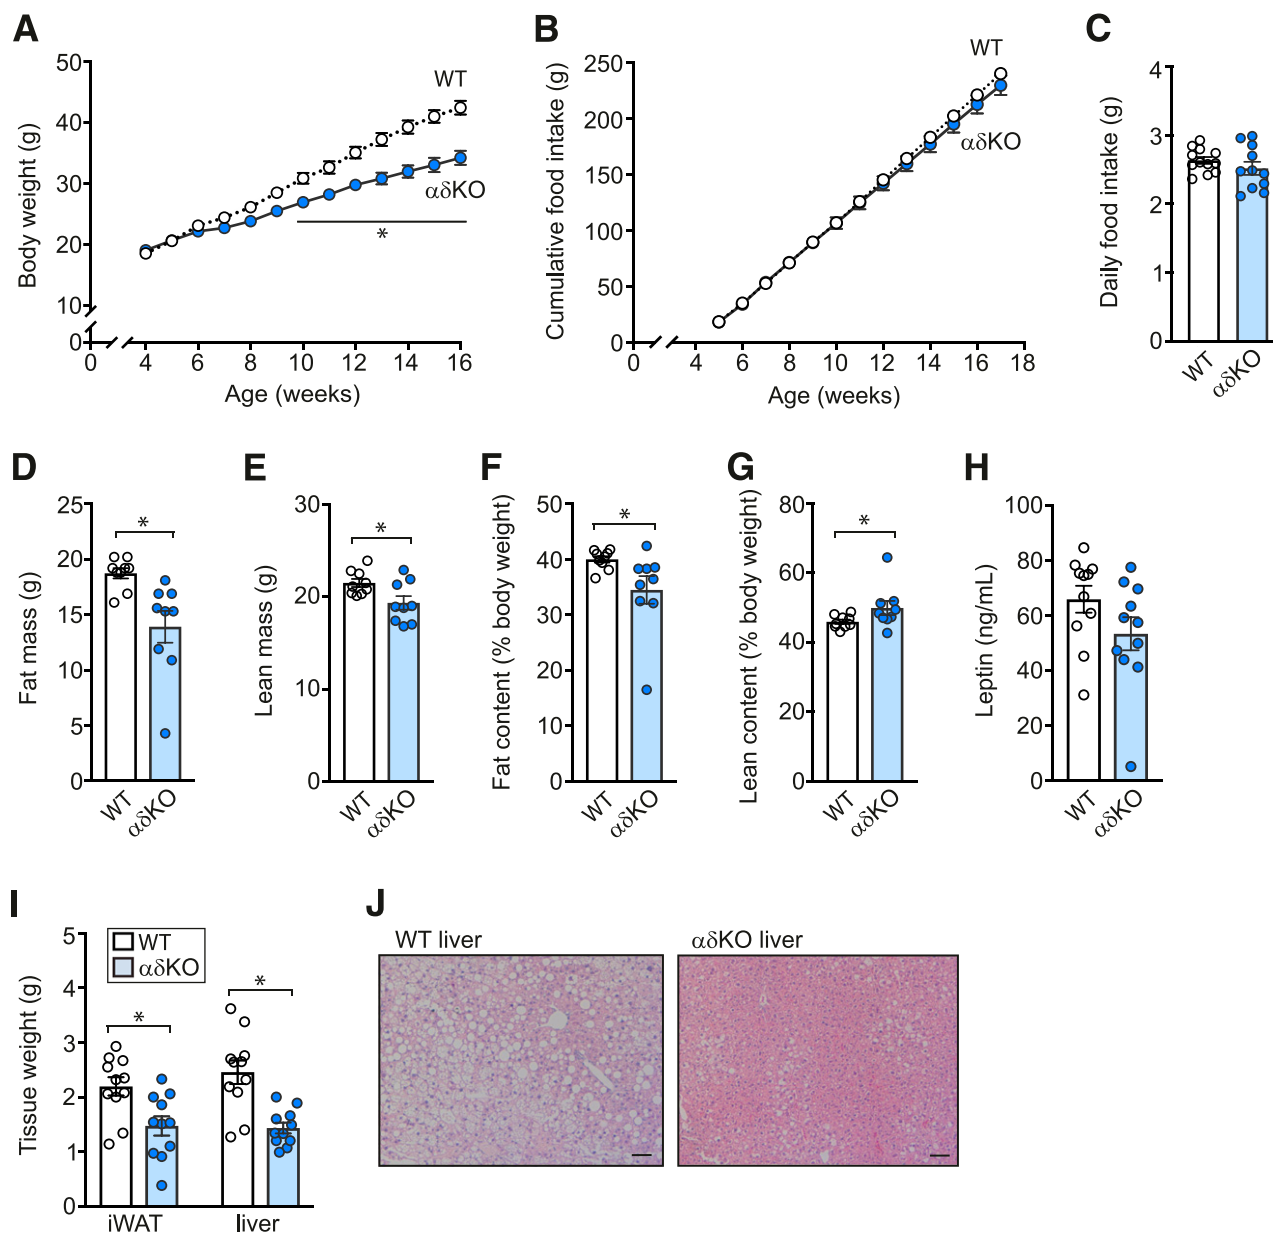 A
Body weight (g)
50
40
30
20
10
0
WT
αδKO
*
0 4 6 8 10 12 14 16
Age (weeks)
B
Cumulative food intake (g)
250
200
150
100
50
0
WT
αδKO
0 4 6 8 10 12 14 16 18
Age (weeks)
C
Daily food intake (g)
4
3
2
1
0
WT
αδKO
D
Fat mass (g)
25
20
15
10
5
0
*
WT
αδKO
E
Lean mass (g)
30
20
10
0
*
WT
αδKO
F
Fat content (% body weight)
50
40
30
20
10
0
*
WT
αδKO
G
Lean content (% body weight)
80
60
40
20
0
*
WT
αδKO
H
Leptin (ng/mL)
100
80
60
40
20
0
WT
αδKO
I
Tissue weight (g)
5
4
3
2
1
0
WT
αδKO
*
*
iWAT liver
J
WT liver
αδKO liver